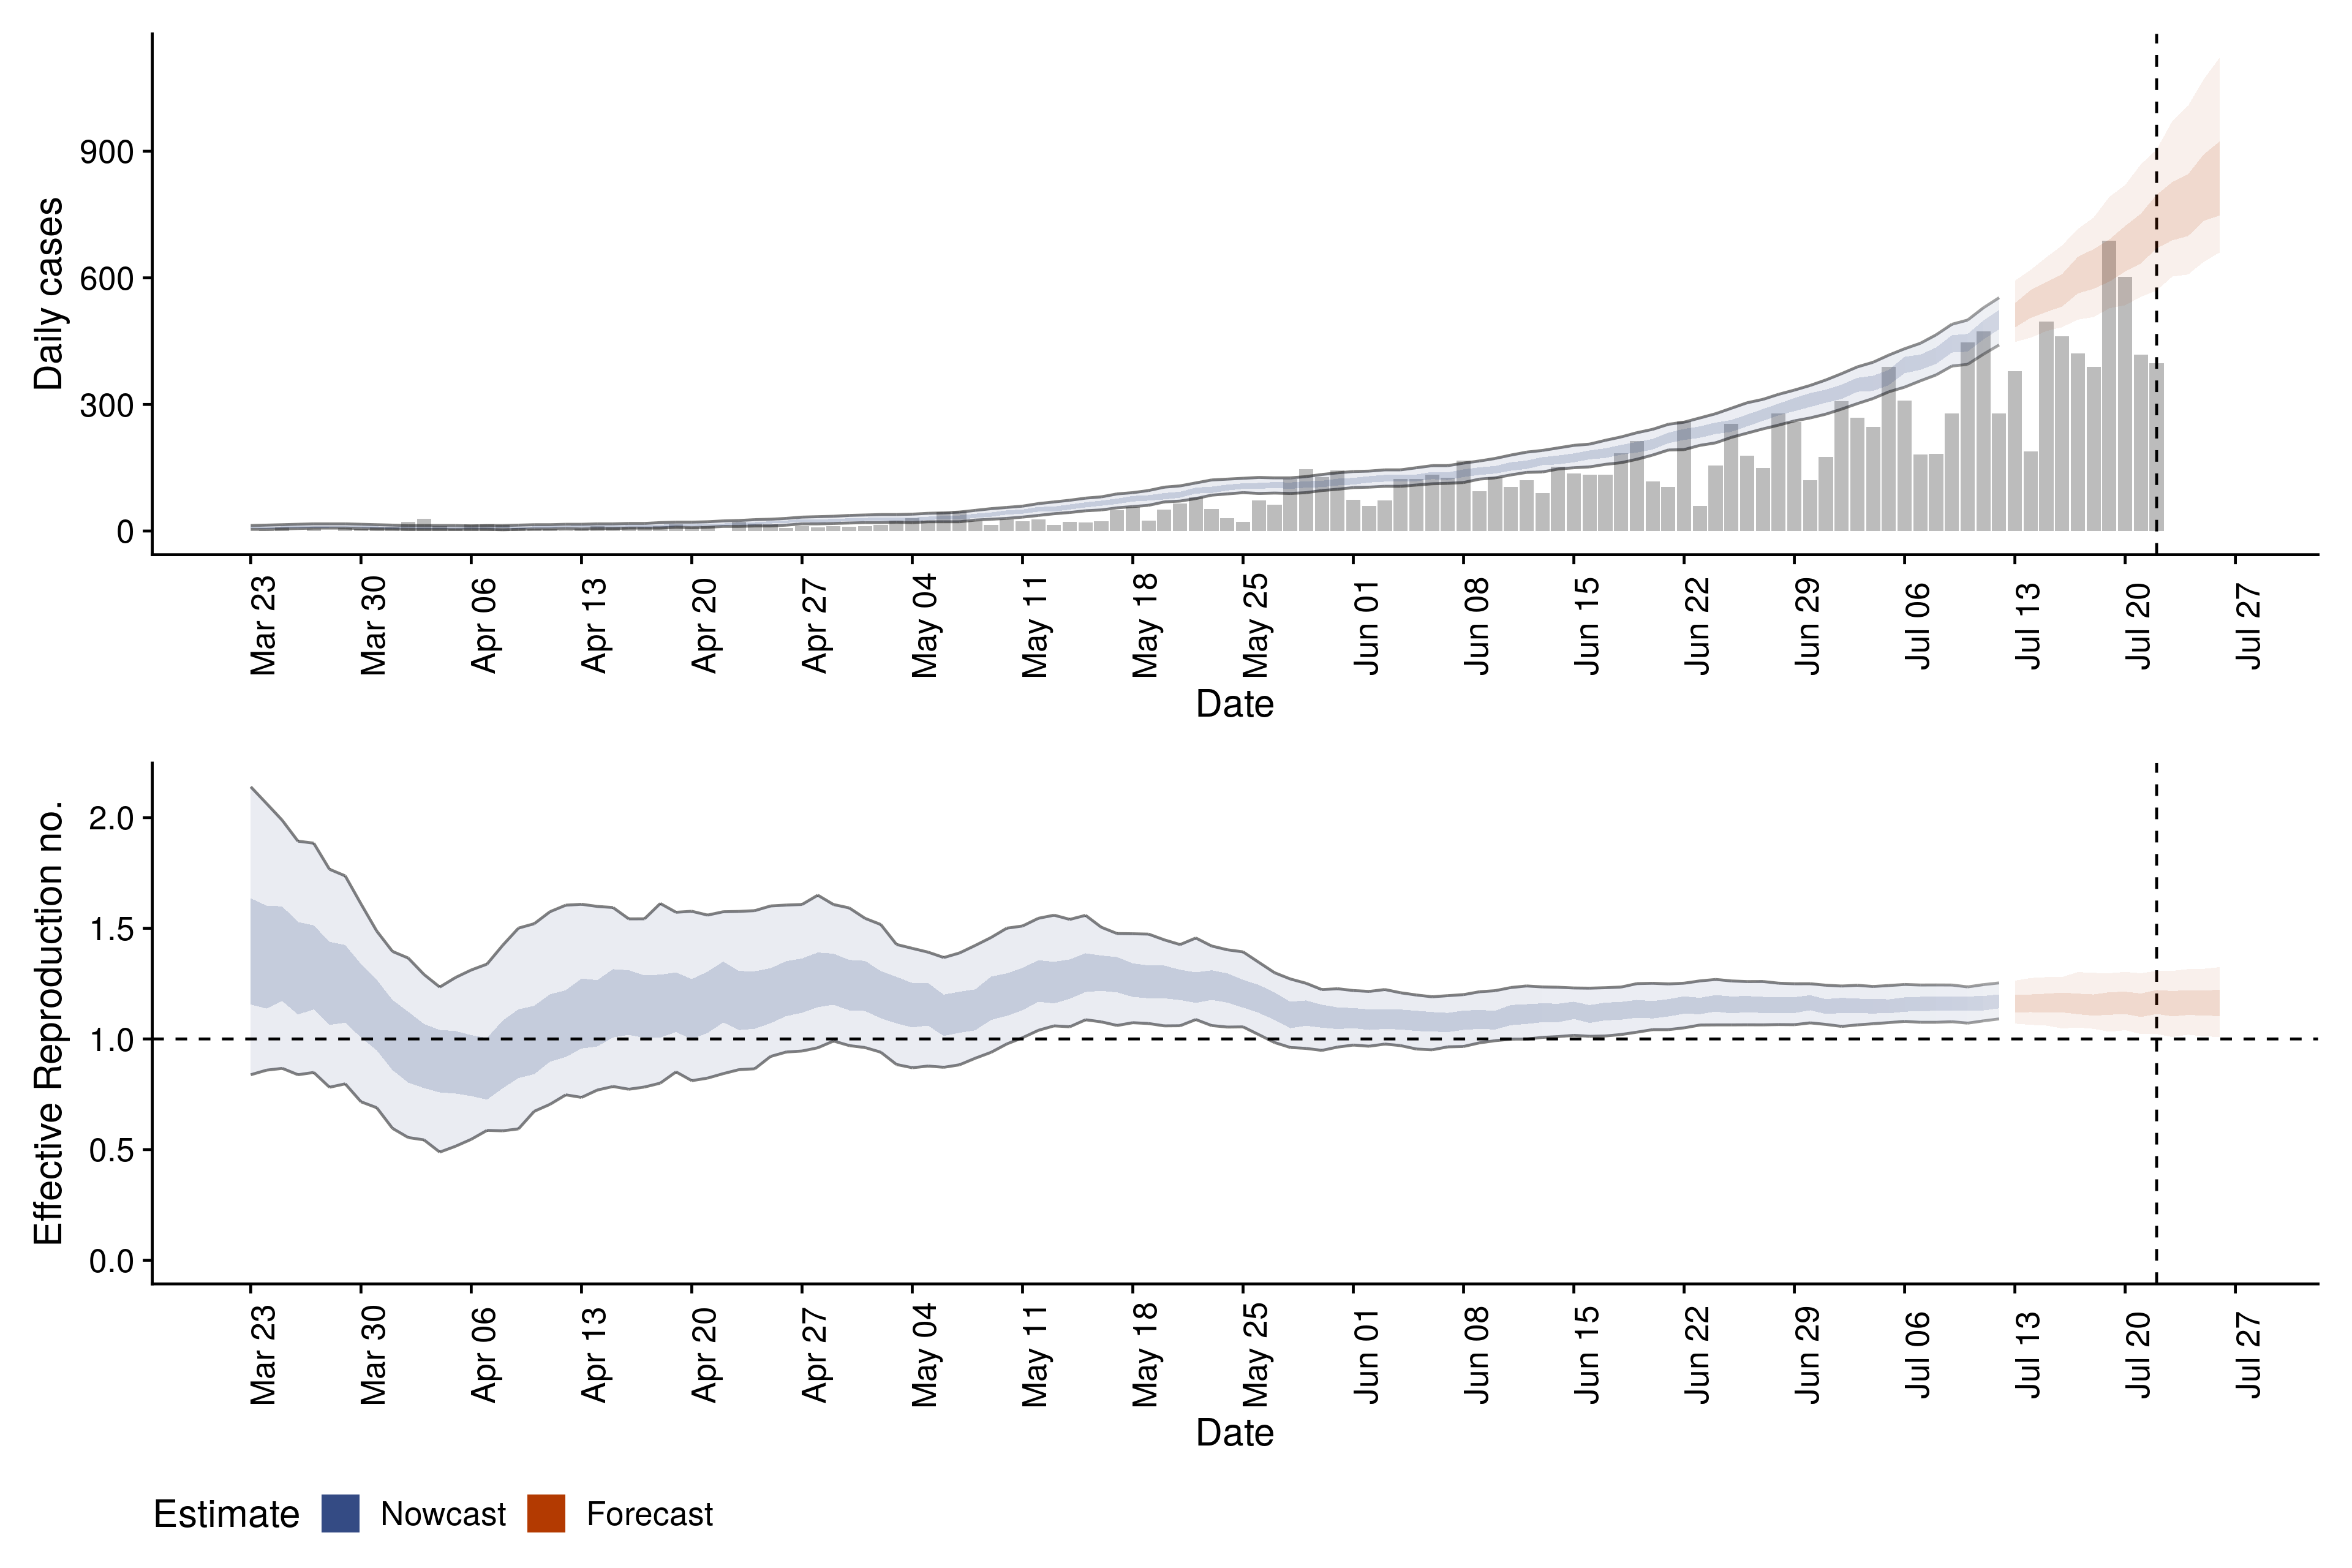 Daily cases
900
600
300
0
Mar 23 Mar 30 Apr 06 Apr 13 Apr 20 Apr 27 May 04 May 11 May 18 May 25 Jun 01 Jun 08 Jun 15 Jun 22 Jun 29 Jul 06 Jul 13 Jul 20 Jul 27
Date
Effective Reproduction no.
2.0
1.5
1.0
0.5
0.0
Mar 23 Mar 30 Apr 06 Apr 13 Apr 20 Apr 27 May 04 May 11 May 18 May 25 Jun 01 Jun 08 Jun 15 Jun 22 Jun 29 Jul 06 Jul 13 Jul 20 Jul 27
Date
Estimate Nowcast Forecast